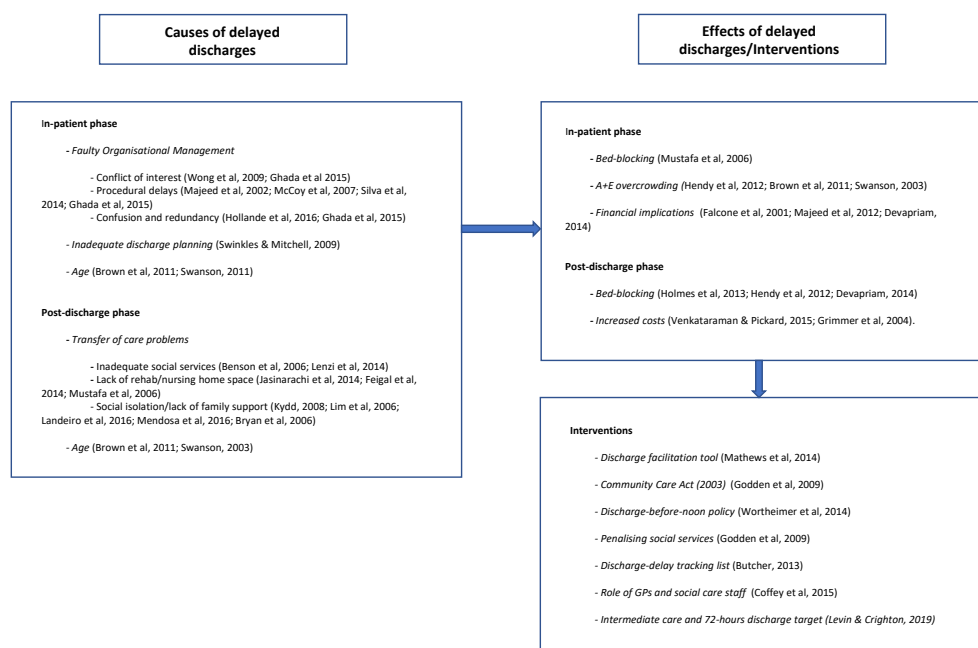 Causes of delayed
discharges
Effects of delayed
discharges/Interventions
In-patient phase
- Faulty Organisational Management
- Conflict of interest (Wong et al, 2009; Ghada et al 2015)
- Procedural delays (Majeed et al, 2002; McCoy et al, 2007; Silva et al,
2014; Ghada et al, 2015)
- Confusion and redundancy (Hollande et al, 2016; Ghada et al, 2015)
- Inadequate discharge planning (Swinkles & Mitchell, 2009)
- Age (Brown et al, 2011; Swanson, 2011)
Post-discharge phase
- Transfer of care problems
- Inadequate social services (Benson et al, 2006; Lenzi et al, 2014)
- Lack of rehab/nursing home space (Jasinarachi et al, 2014; Feigal et al,
2014; Mustafa et al, 2006)
- Social isolation/lack of family support (Kydd, 2008; Lim et al, 2006;
Landeiro et al, 2016; Mendosa et al, 2016; Bryan et al, 2006)
- Age (Brown et al, 2011; Swanson, 2003)
In-patient phase
- Bed-blocking (Mustafa et al, 2006)
- A+E overcrowding (Hendy et al, 2012; Brown et al, 2011; Swanson, 2003)
- Financial implications (Falcone et al, 2001; Majeed et al, 2012; Devapriam,
2014)
Post-discharge phase
- Bed-blocking (Holmes et al, 2013; Hendy et al, 2012; Devapriam, 2014)
- Increased costs (Venkataraman & Pickard, 2015; Grimmer et al, 2004).
Interventions
- Discharge facilitation tool (Mathews et al, 2014)
- Community Care Act (2003) (Godden et al, 2009)
- Discharge-before-noon policy (Wortheimer et al, 2014)
- Penalising social services (Godden et al, 2009)
- Discharge-delay tracking list (Butcher, 2013)
- Role of GPs and social care staff (Coffey et al, 2015)
- Intermediate care and 72-hours discharge target (Levin & Crighton, 2019)